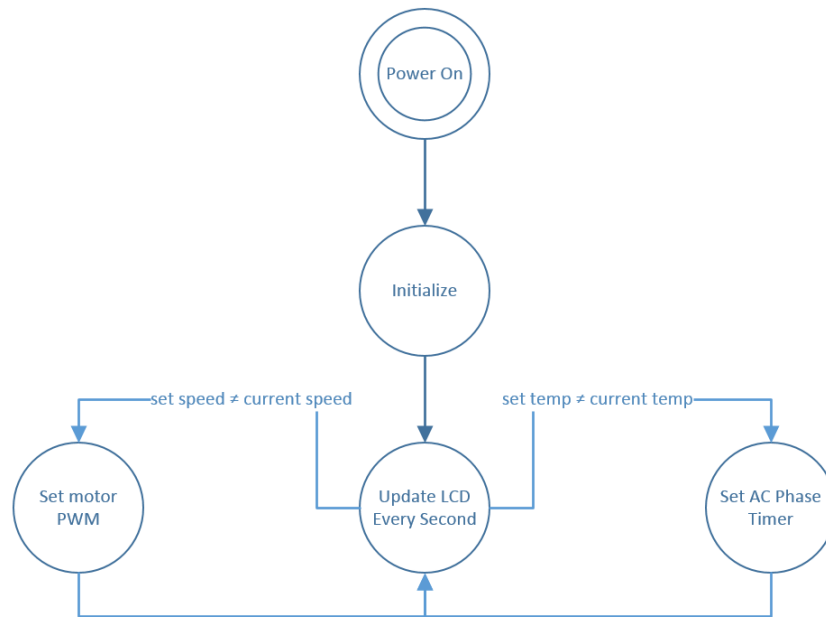 Power On
Initialize
set speed ≠ current speed
set temp ≠ current temp
Set motor
PWM
Update LCD
Every Second
Set AC Phase
Timer